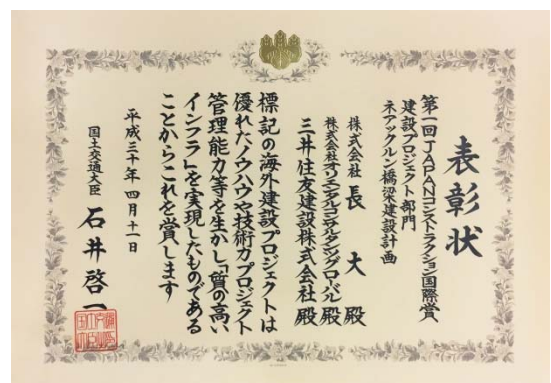 表彰状
第一回JAPANコンストラクション国際賞
建設プロジェクト部門
ネアックルン橋梁建設計画
株式会社 長大 殿
株式会社オリエンタルコンサルタンツグローバル 殿
三井住友建設株式会社 殿
標記の海外建設プロジェクトは
優れたノウハウや技術力プロジェクト
管理能力等を生かし「質の高い
インフラ」を実現したものである
ことからこれを賞します
平成三十年四月十一日
国土交通大臣 石井啓一